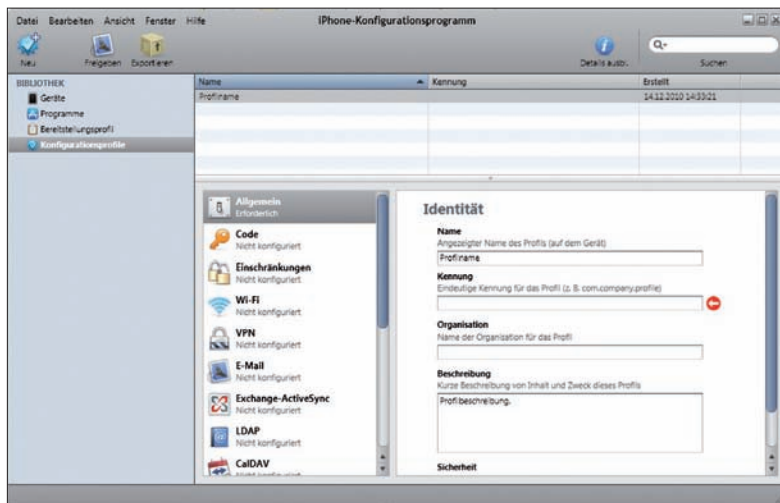 iPhone-Konfigurationsprogramm
Datei Bearbeiten Ansicht Fenster Hilfe
Neu Freigeben Exportieren Details ausbl. Suchen
BIBLIOTHEK
Geräte
Programme
Bereitstellungsprofil
Konfigurationsprofile
Name Kennung Erstellt
Profilname 14.12.2010 14:53:21
Allgemein
Erforderlich
Code
Nicht konfiguriert
Einschränkungen
Nicht konfiguriert
Wi-Fi
Nicht konfiguriert
VPN
Nicht konfiguriert
E-Mail
Nicht konfiguriert
Exchange-ActiveSync
Nicht konfiguriert
LDAP
Nicht konfiguriert
CalDAV
Nicht konfiguriert
Identität
Name
Angezeigter Name des Profils (auf dem Gerät)
Profilname
Kennung
Eindeutige Kennung für das Profil (z. B. com.company.profile)
Organisation
Name der Organisation für das Profil
Beschreibung
Kurze Beschreibung von Inhalt und Zweck dieses Profils
Profilbeschreibung.
Sicherheit